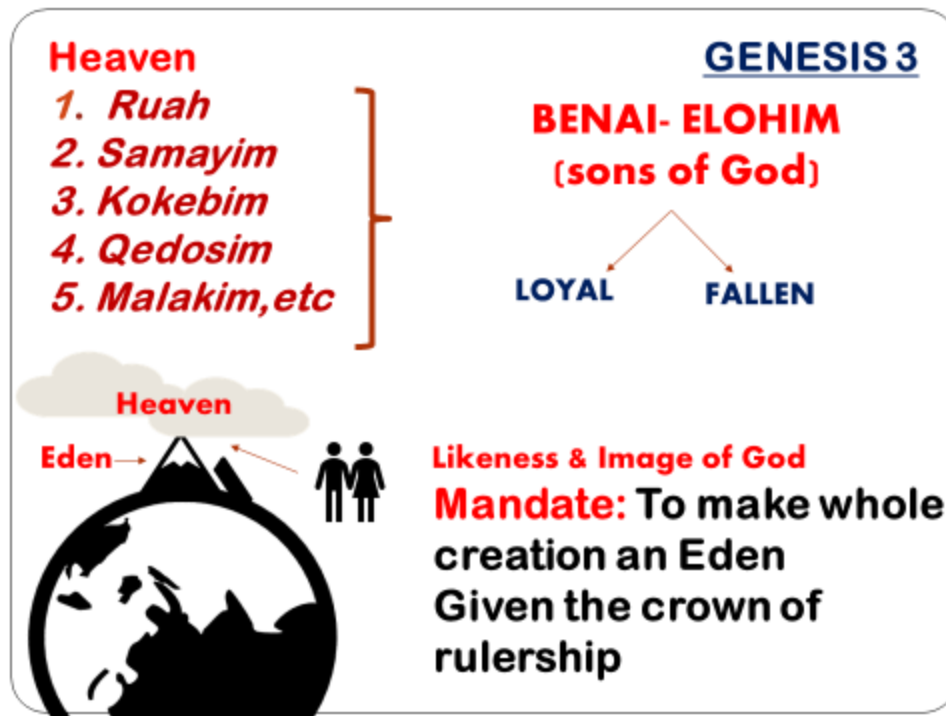 Heaven
1. Ruah
2. Samayim
3. Kokebim
4. Qedosim
5. Malakim,etc
GENESIS 3
BENAI- ELOHIM
(sons of God)
LOYAL
FALLEN
Heaven
Eden
Likeness & Image of God
Mandate: To make whole
creation an Eden
Given the crown of
rulership